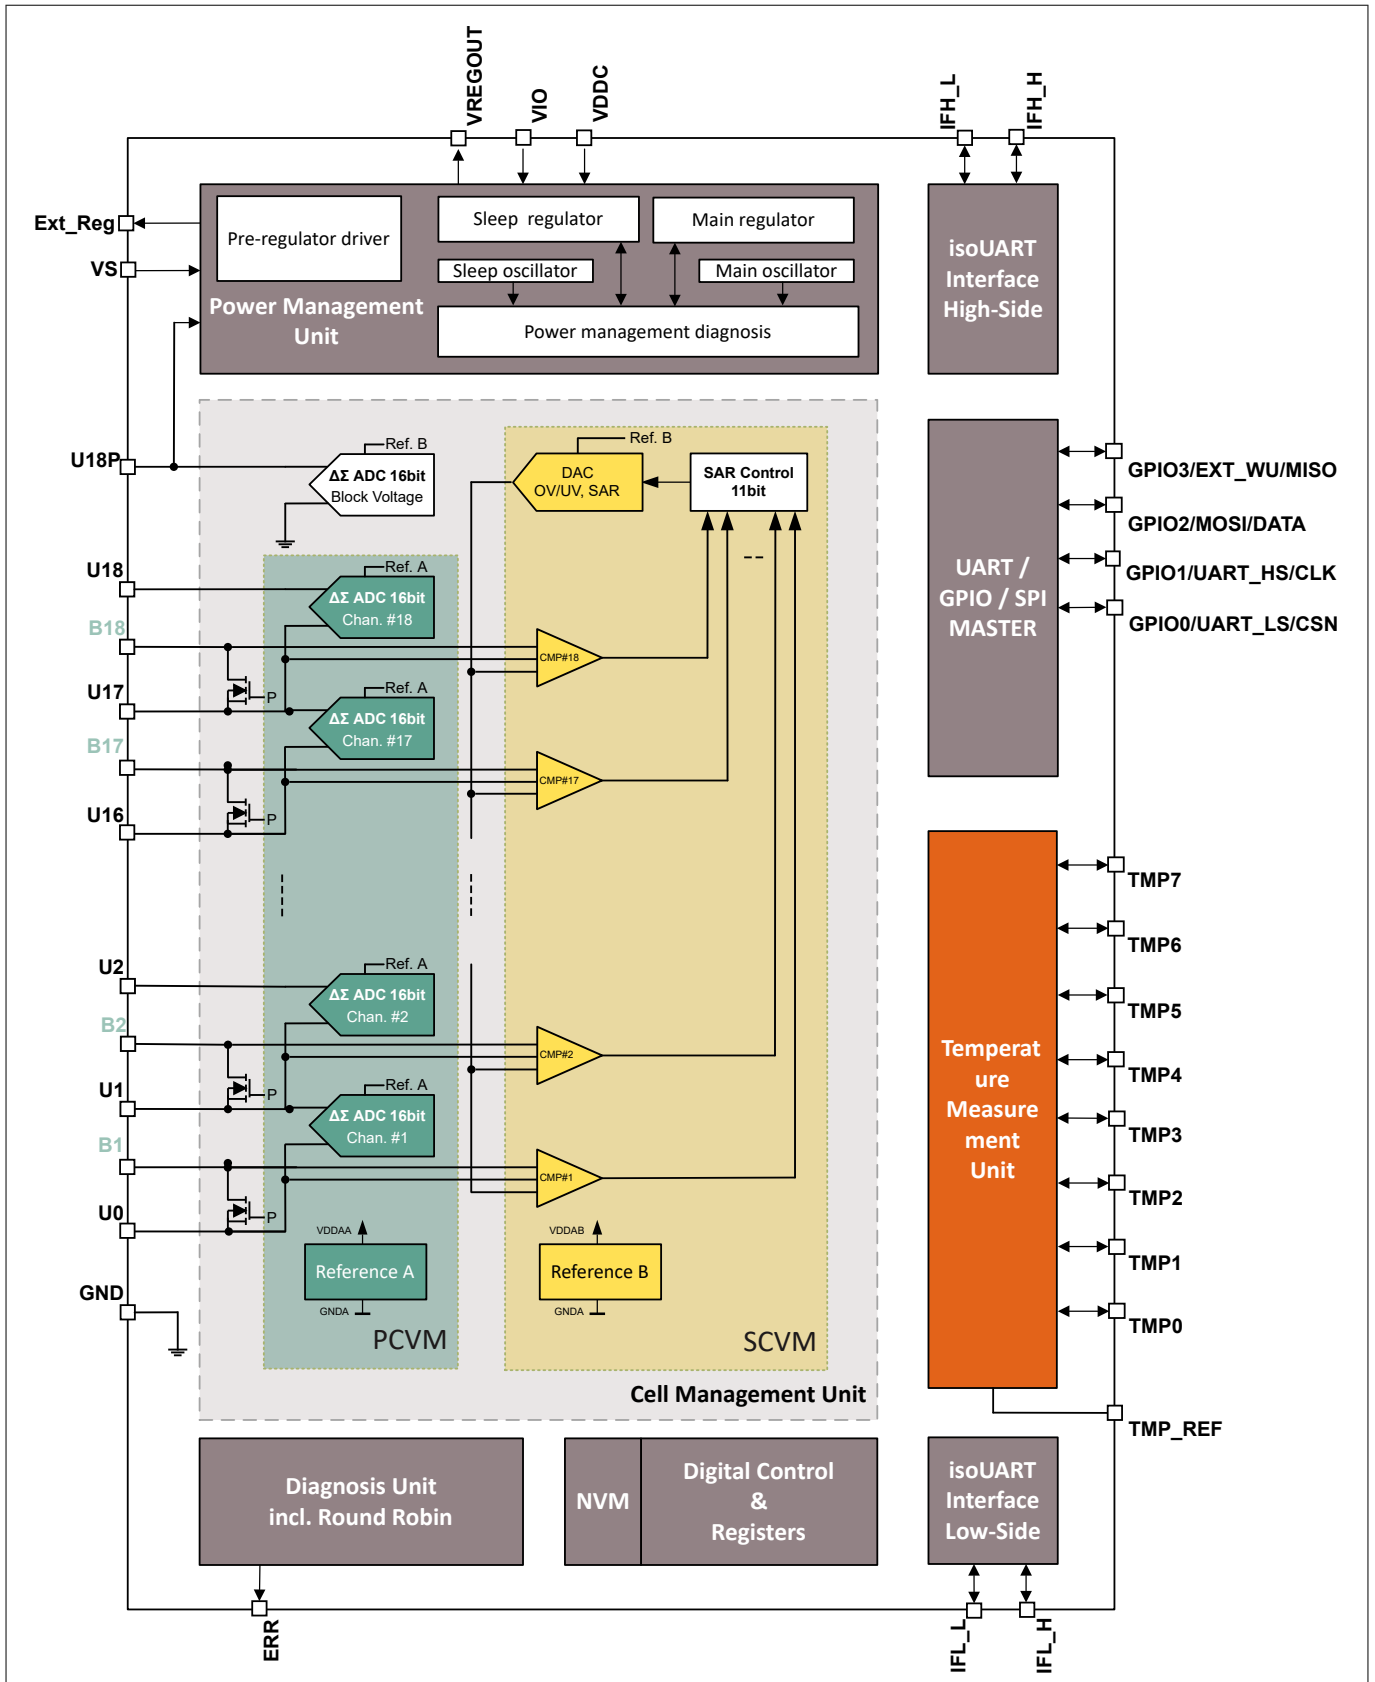 VREGOUT
VIO
VDDC
IFH_L
IFH_H
Ext_Reg
VS
Pre-regulator driver
Sleep regulator
Main regulator
Sleep oscillator
Main oscillator
Power management diagnosis
Power Management
Unit
isoUART
Interface
High-Side
U18P
Ref. B
ΔΣ ADC 16bit
Block Voltage
Ref. B
DAC
OV/UV, SAR
SAR Control
11bit
GPIO3/EXT_WU/MISO
GPIO2/MOSI/DATA
GPIO1/UART_HS/CLK
GPIO0/UART_LS/CSN
UART /
GPIO / SPI
MASTER
U18
Ref. A
ΔΣ ADC 16bit
Chan. #18
B18
CMP#18
P
U17
Ref. A
ΔΣ ADC 16bit
Chan. #17
B17
CMP#17
P
U16
U2
Ref. A
ΔΣ ADC 16bit
Chan. #2
B2
CMP#2
P
U1
Ref. A
ΔΣ ADC 16bit
Chan. #1
B1
CMP#1
P
U0
VDDAA
Reference A
GNDA
PCVM
VDDAB
Reference B
GNDA
SCVM
GND
Cell Management Unit
Temperat
ure
Measure
ment
Unit
TMP7
TMP6
TMP5
TMP4
TMP3
TMP2
TMP1
TMP0
TMP_REF
Diagnosis Unit
incl. Round Robin
NVM
Digital Control
&
Registers
isoUART
Interface
Low-Side
ERR
IFL_L
IFL_H